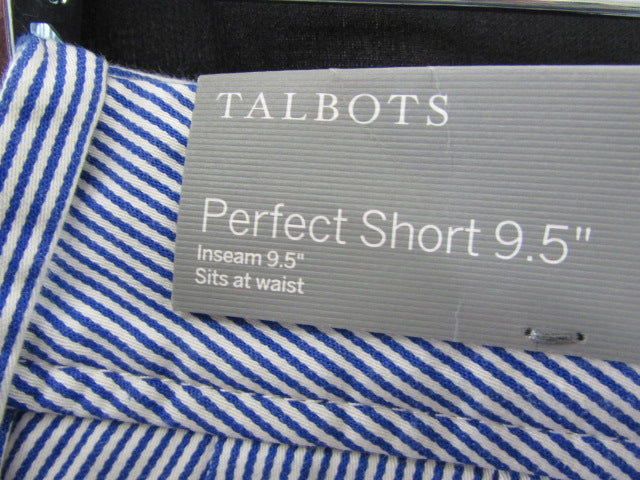 TALBOTS
Perfect Short 9.5"
Inseam 9.5"
Sits at waist